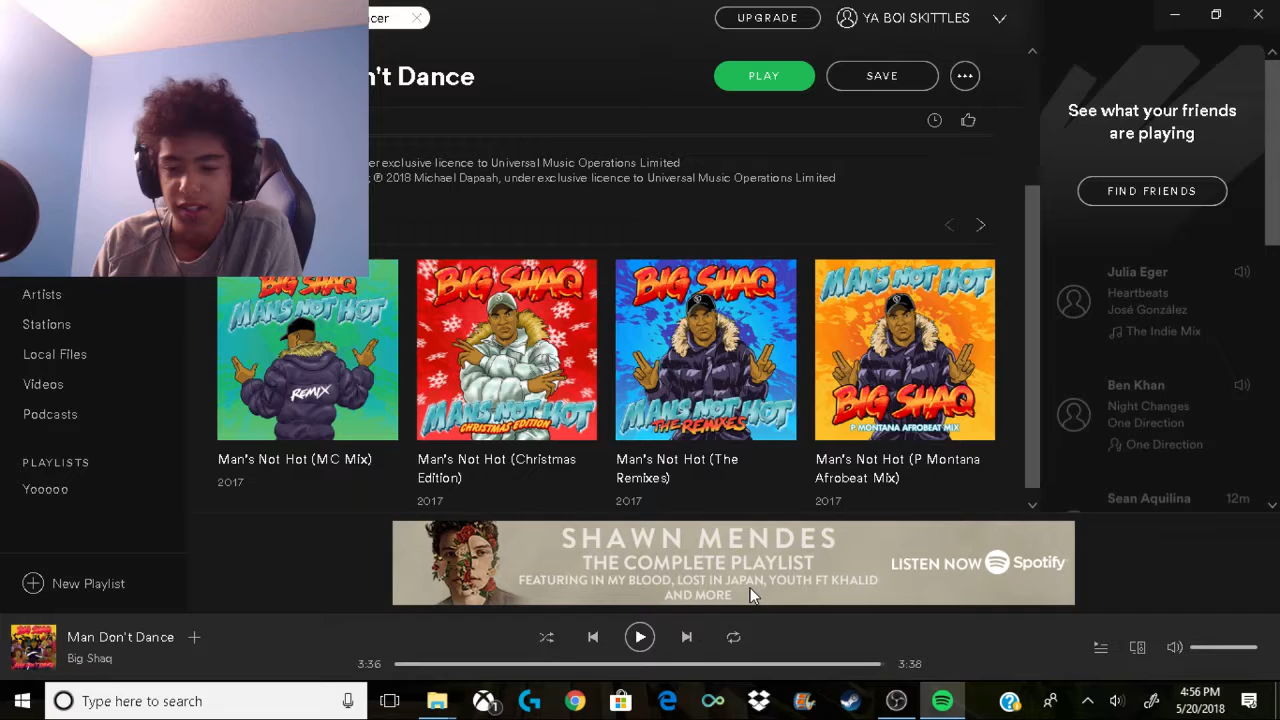 cer
UPGRADE
YA BOI SKITTLES
n't Dance
PLAY
SAVE
See what your friends
are playing
FIND FRIENDS
er exclusive licence to Universal Music Operations Limited
; ℗ 2018 Michael Dapaah, under exclusive licence to Universal Music Operations Limited
Julia Eger
Heartbeats
José González
The Indie Mix
Ben Khan
Night Changes
One Direction
One Direction
Sean Aquilina 12m
Artists
Stations
Local Files
Videos
Podcasts
PLAYLISTS
Yooooo
New Playlist
BIG SHAQ
MANS NOT HOT
REMIX
BIG SHAQ
MANS NOT HOT
CHRISTMAS EDITION
BIG SHAQ
MANS NOT HOT
THE REMIXES
MANS NOT HOT
BIG SHAQ
P MONTANA AFROBEAT MIX
Man's Not Hot (MC Mix)
2017
Man's Not Hot (Christmas
Edition)
2017
Man's Not Hot (The
Remixes)
2017
Man's Not Hot (P Montana
Afrobeat Mix)
2017
SHAWN MENDES
THE COMPLETE PLAYLIST
FEATURING IN MY BLOOD, LOST IN JAPAN, YOUTH FT KHALID
AND MORE
LISTEN NOW Spotify
Man Don't Dance
Big Shaq
3:36
3:38
Type here to search
4:56 PM
5/20/2018